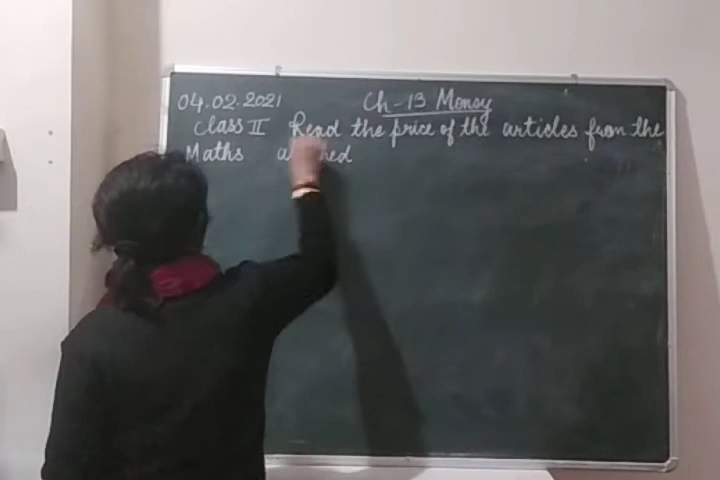 04.02.2021 Ch-13 Money
Class II Read the price of the articles from the
Maths